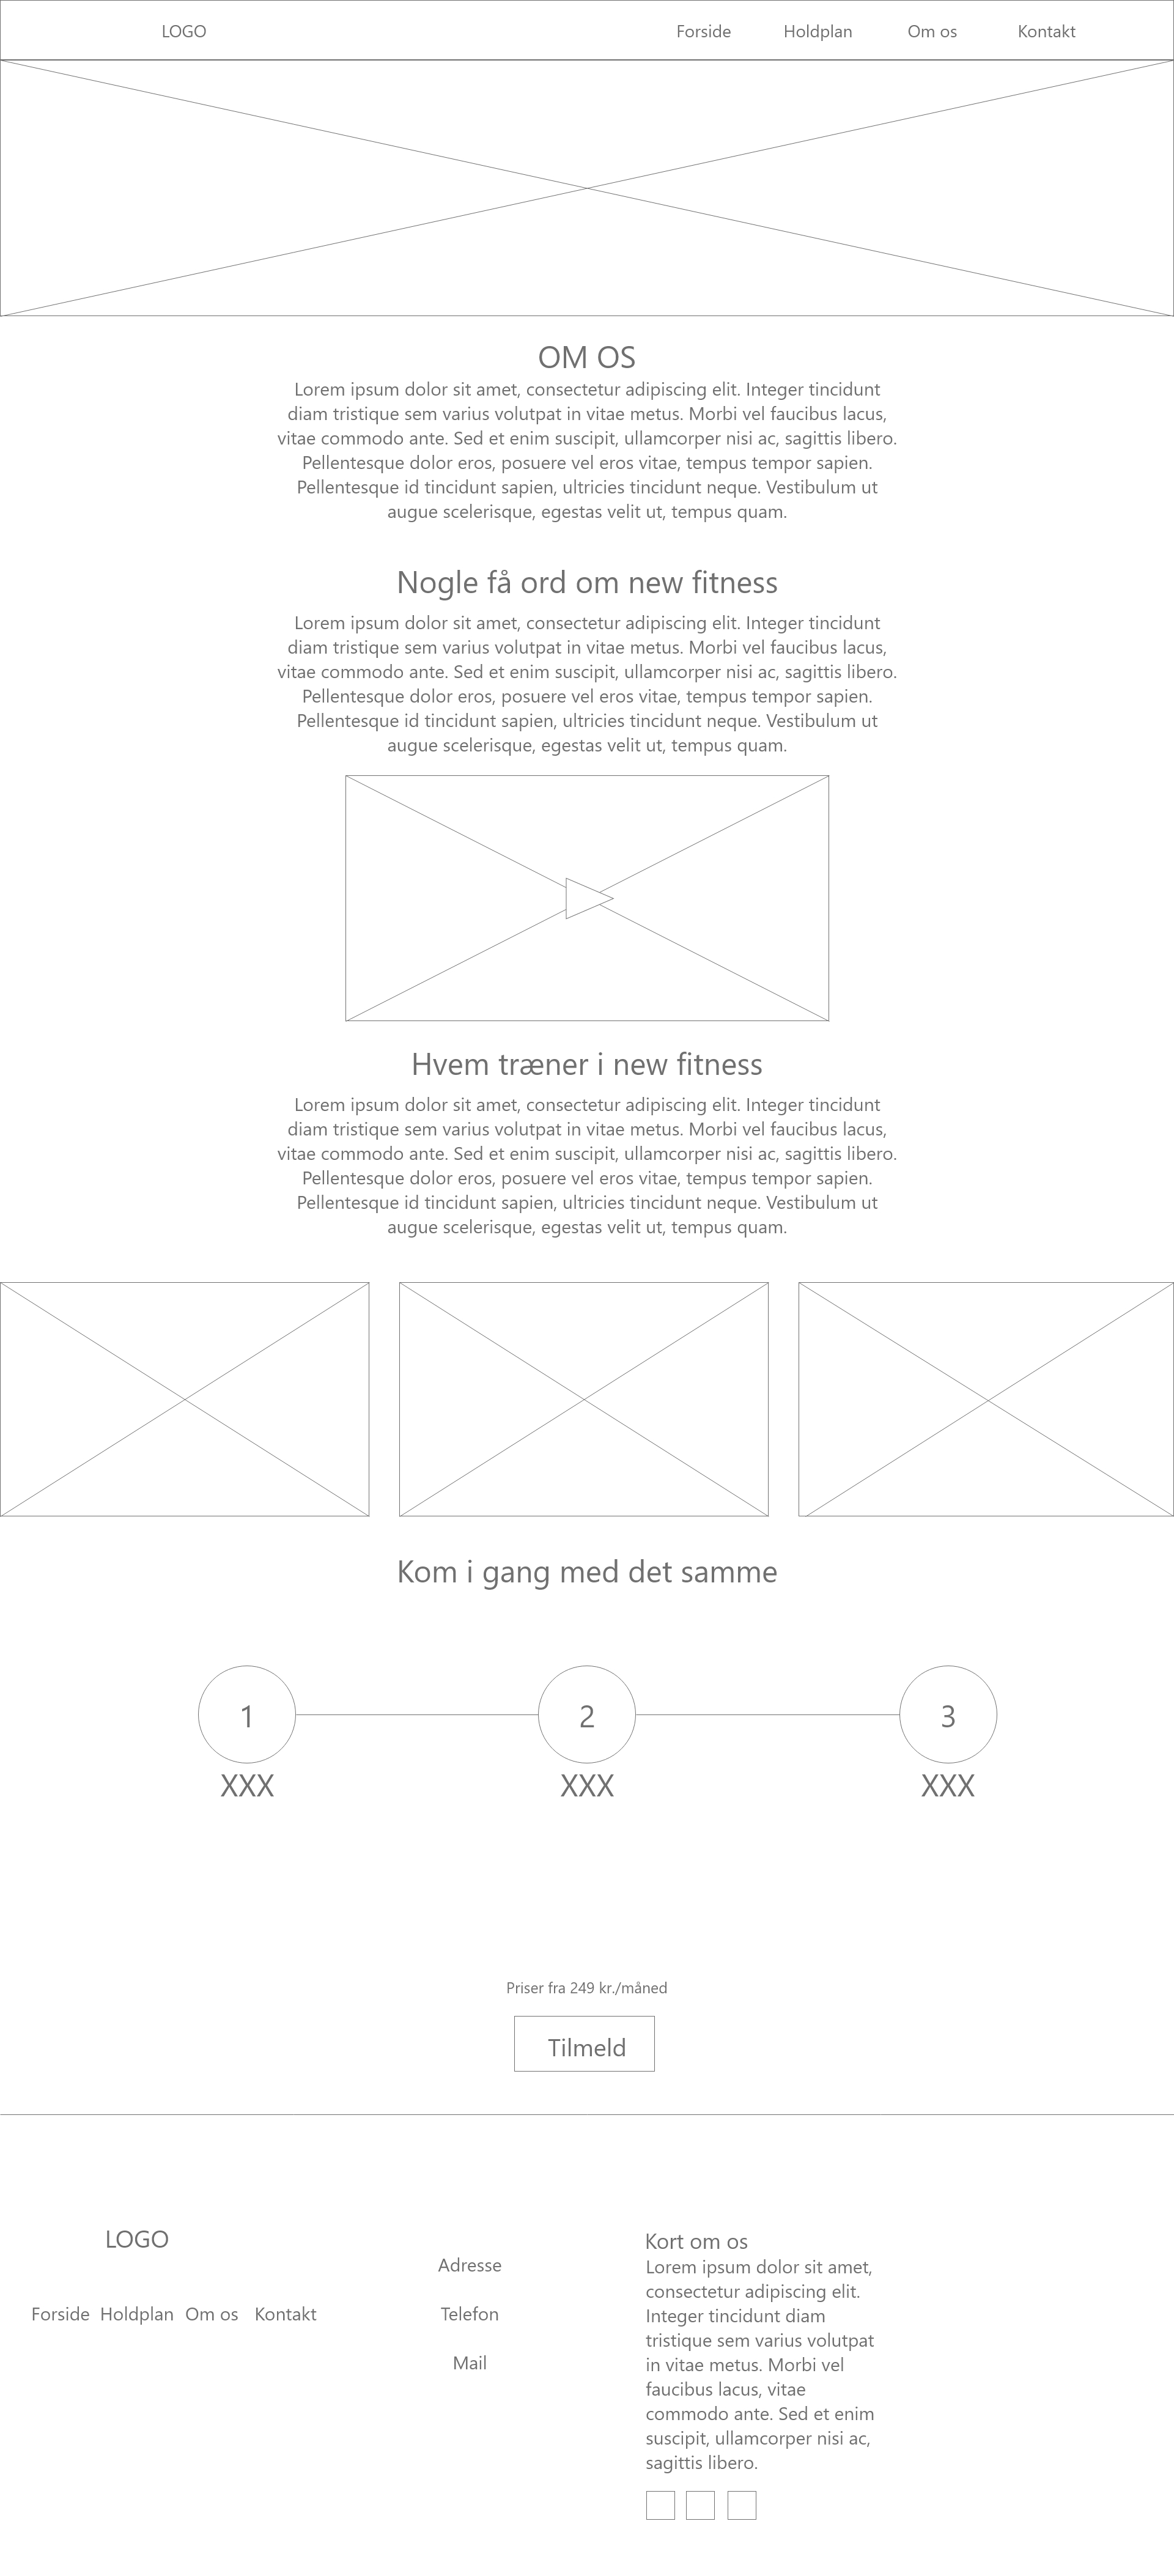 LOGO
Forside Holdplan Om os Kontakt
OM OS
Lorem ipsum dolor sit amet, consectetur adipiscing elit. Integer tincidunt
diam tristique sem varius volutpat in vitae metus. Morbi vel faucibus lacus,
vitae commodo ante. Sed et enim suscipit, ullamcorper nisi ac, sagittis libero.
Pellentesque dolor eros, posuere vel eros vitae, tempus tempor sapien.
Pellentesque id tincidunt sapien, ultricies tincidunt neque. Vestibulum ut
augue scelerisque, egestas velit ut, tempus quam.
Nogle få ord om new fitness
Lorem ipsum dolor sit amet, consectetur adipiscing elit. Integer tincidunt
diam tristique sem varius volutpat in vitae metus. Morbi vel faucibus lacus,
vitae commodo ante. Sed et enim suscipit, ullamcorper nisi ac, sagittis libero.
Pellentesque dolor eros, posuere vel eros vitae, tempus tempor sapien.
Pellentesque id tincidunt sapien, ultricies tincidunt neque. Vestibulum ut
augue scelerisque, egestas velit ut, tempus quam.
Hvem træner i new fitness
Lorem ipsum dolor sit amet, consectetur adipiscing elit. Integer tincidunt
diam tristique sem varius volutpat in vitae metus. Morbi vel faucibus lacus,
vitae commodo ante. Sed et enim suscipit, ullamcorper nisi ac, sagittis libero.
Pellentesque dolor eros, posuere vel eros vitae, tempus tempor sapien.
Pellentesque id tincidunt sapien, ultricies tincidunt neque. Vestibulum ut
augue scelerisque, egestas velit ut, tempus quam.
Kom i gang med det samme
1 2 3
XXX XXX XXX
Priser fra 249 kr./måned
Tilmeld
LOGO
Forside Holdplan Om os Kontakt
Adresse
Telefon
Mail
Kort om os
Lorem ipsum dolor sit amet,
consectetur adipiscing elit.
Integer tincidunt diam
tristique sem varius volutpat
in vitae metus. Morbi vel
faucibus lacus, vitae
commodo ante. Sed et enim
suscipit, ullamcorper nisi ac,
sagittis libero.